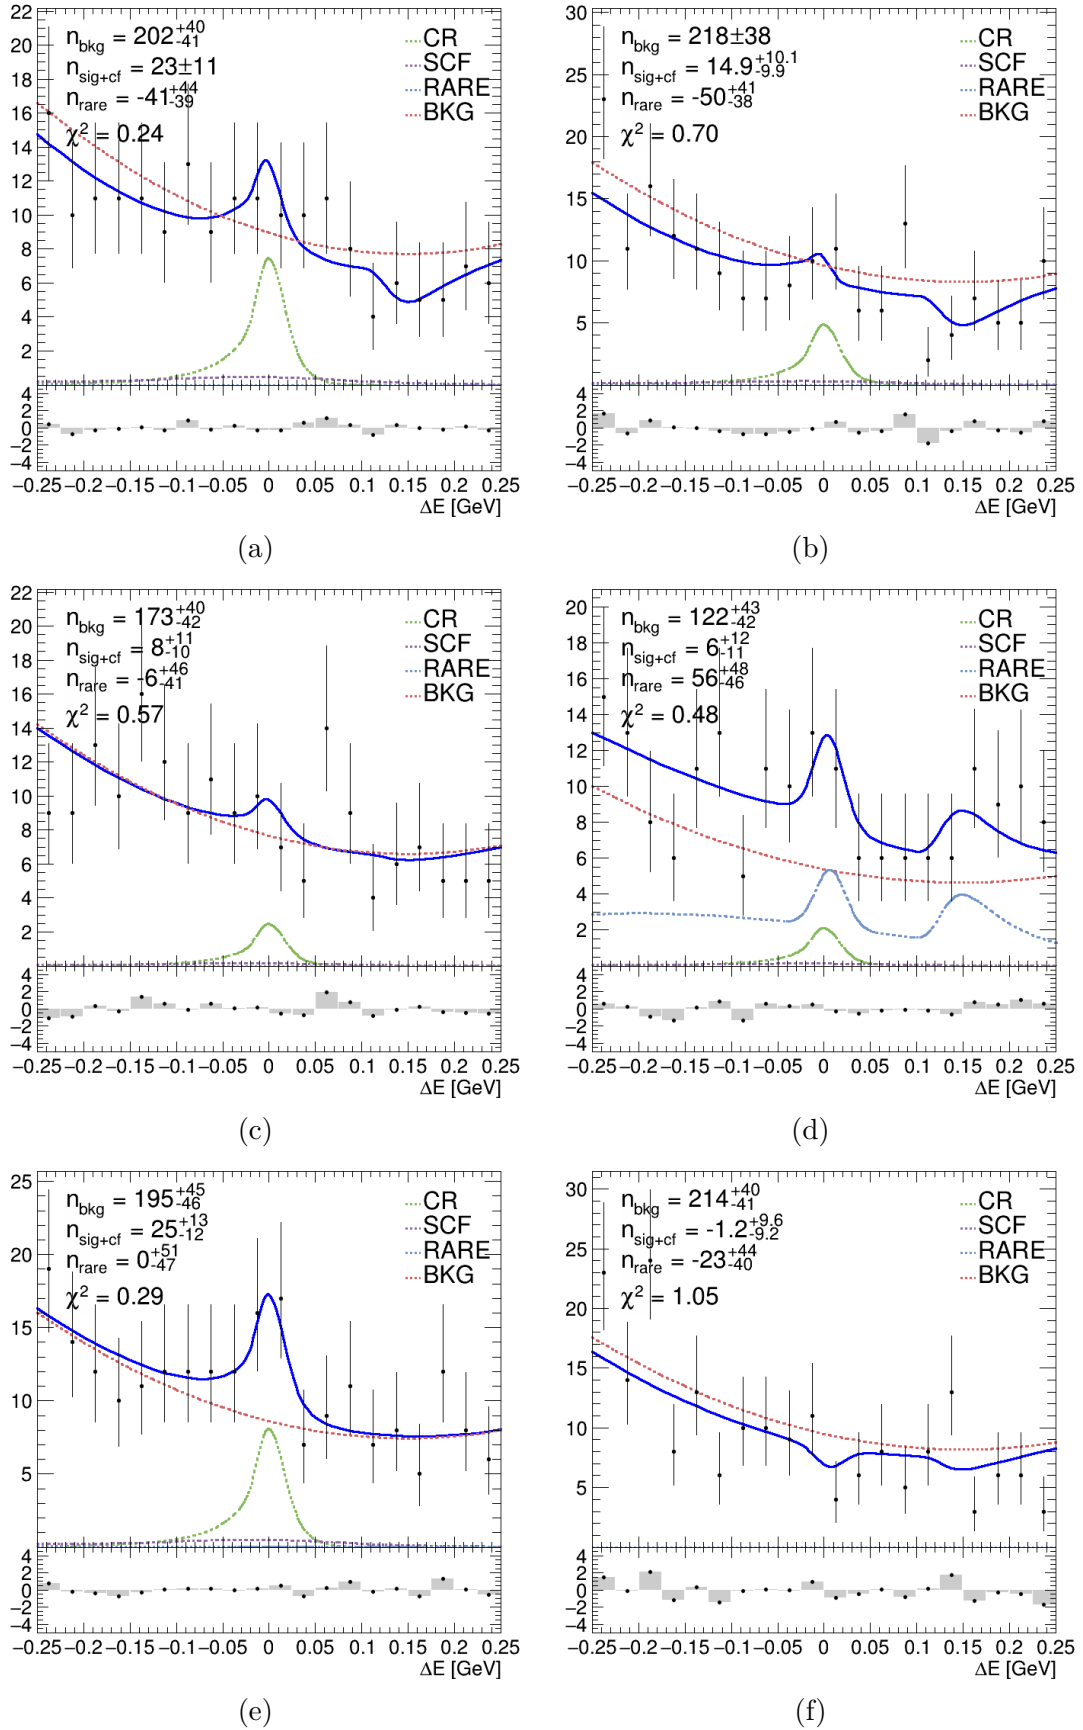 22
20
18
16
14
12
10
8
6
4
2
n_bkg = 202 +40 -41
n_sig+cf = 23±11
n_rare = -41 +44 -39
χ² = 0.24
CR
SCF
RARE
BKG
4
2
0
−2
−4
−0.25 −0.2 −0.15 −0.1 −0.05 0 0.05 0.1 0.15 0.2 0.25
ΔE [GeV]
(a)
30
25
20
15
10
5
n_bkg = 218±38
n_sig+cf = 14.9 +10.1 -9.9
n_rare = -50 +41 -38
χ² = 0.70
CR
SCF
RARE
BKG
4
2
0
−2
−4
−0.25 −0.2 −0.15 −0.1 −0.05 0 0.05 0.1 0.15 0.2 0.25
ΔE [GeV]
(b)
22
20
18
16
14
12
10
8
6
4
2
n_bkg = 173 +40 -42
n_sig+cf = 8 +11 -10
n_rare = -6 +46 -41
χ² = 0.57
CR
SCF
RARE
BKG
4
2
0
−2
−4
−0.25 −0.2 −0.15 −0.1 −0.05 0 0.05 0.1 0.15 0.2 0.25
ΔE [GeV]
(c)
20
18
16
14
12
10
8
6
4
2
n_bkg = 122 +43 -42
n_sig+cf = 6 +12 -11
n_rare = 56 +48 -46
χ² = 0.48
CR
SCF
RARE
BKG
4
2
0
−2
−4
−0.25 −0.2 −0.15 −0.1 −0.05 0 0.05 0.1 0.15 0.2 0.25
ΔE [GeV]
(d)
25
20
15
10
5
n_bkg = 195 +45 -46
n_sig+cf = 25 +13 -12
n_rare = 0 +51 -47
χ² = 0.29
CR
SCF
RARE
BKG
4
2
0
−2
−4
−0.25 −0.2 −0.15 −0.1 −0.05 0 0.05 0.1 0.15 0.2 0.25
ΔE [GeV]
(e)
30
25
20
15
10
5
n_bkg = 214 +40 -41
n_sig+cf = -1.2 +9.6 -9.2
n_rare = -23 +44 -40
χ² = 1.05
CR
SCF
RARE
BKG
4
2
0
−2
−4
−0.25 −0.2 −0.15 −0.1 −0.05 0 0.05 0.1 0.15 0.2 0.25
ΔE [GeV]
(f)